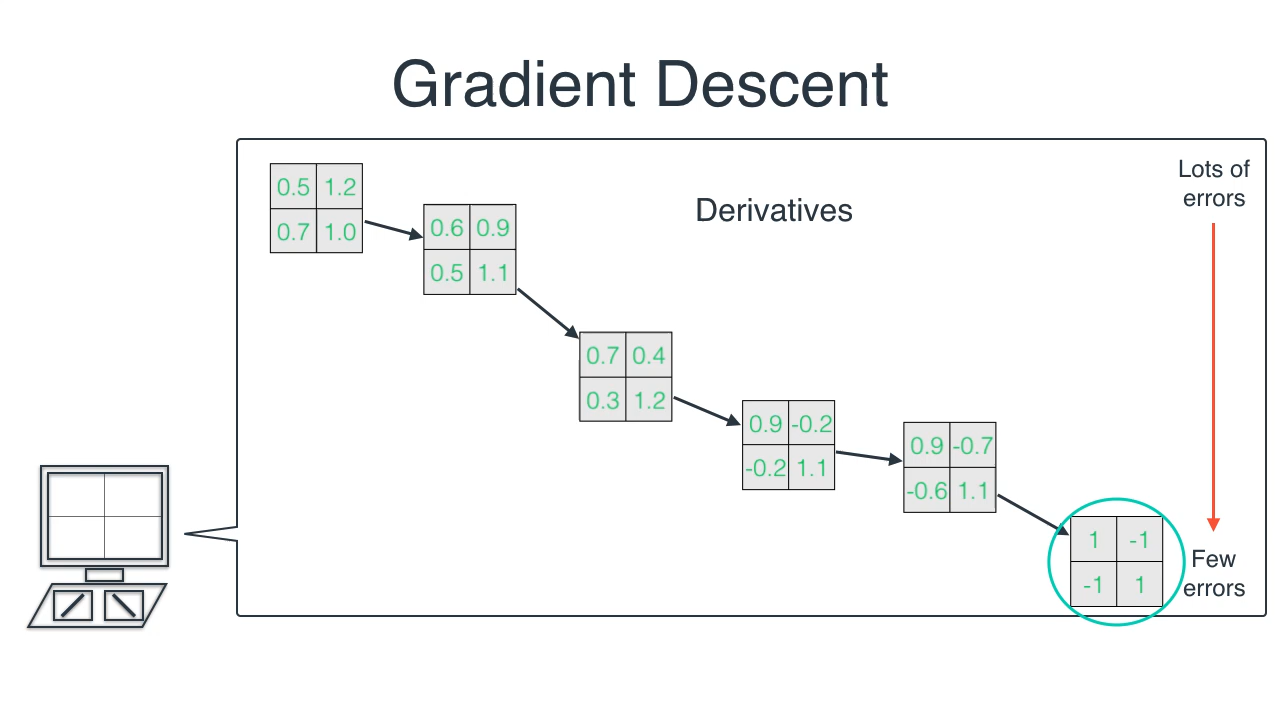 Gradient Descent
0.5 1.2
0.7 1.0
0.6 0.9
0.5 1.1
Derivatives
0.7 0.4
0.3 1.2
0.9 -0.2
-0.2 1.1
0.9 -0.7
-0.6 1.1
1 -1
-1 1
Lots of
errors
Few
errors